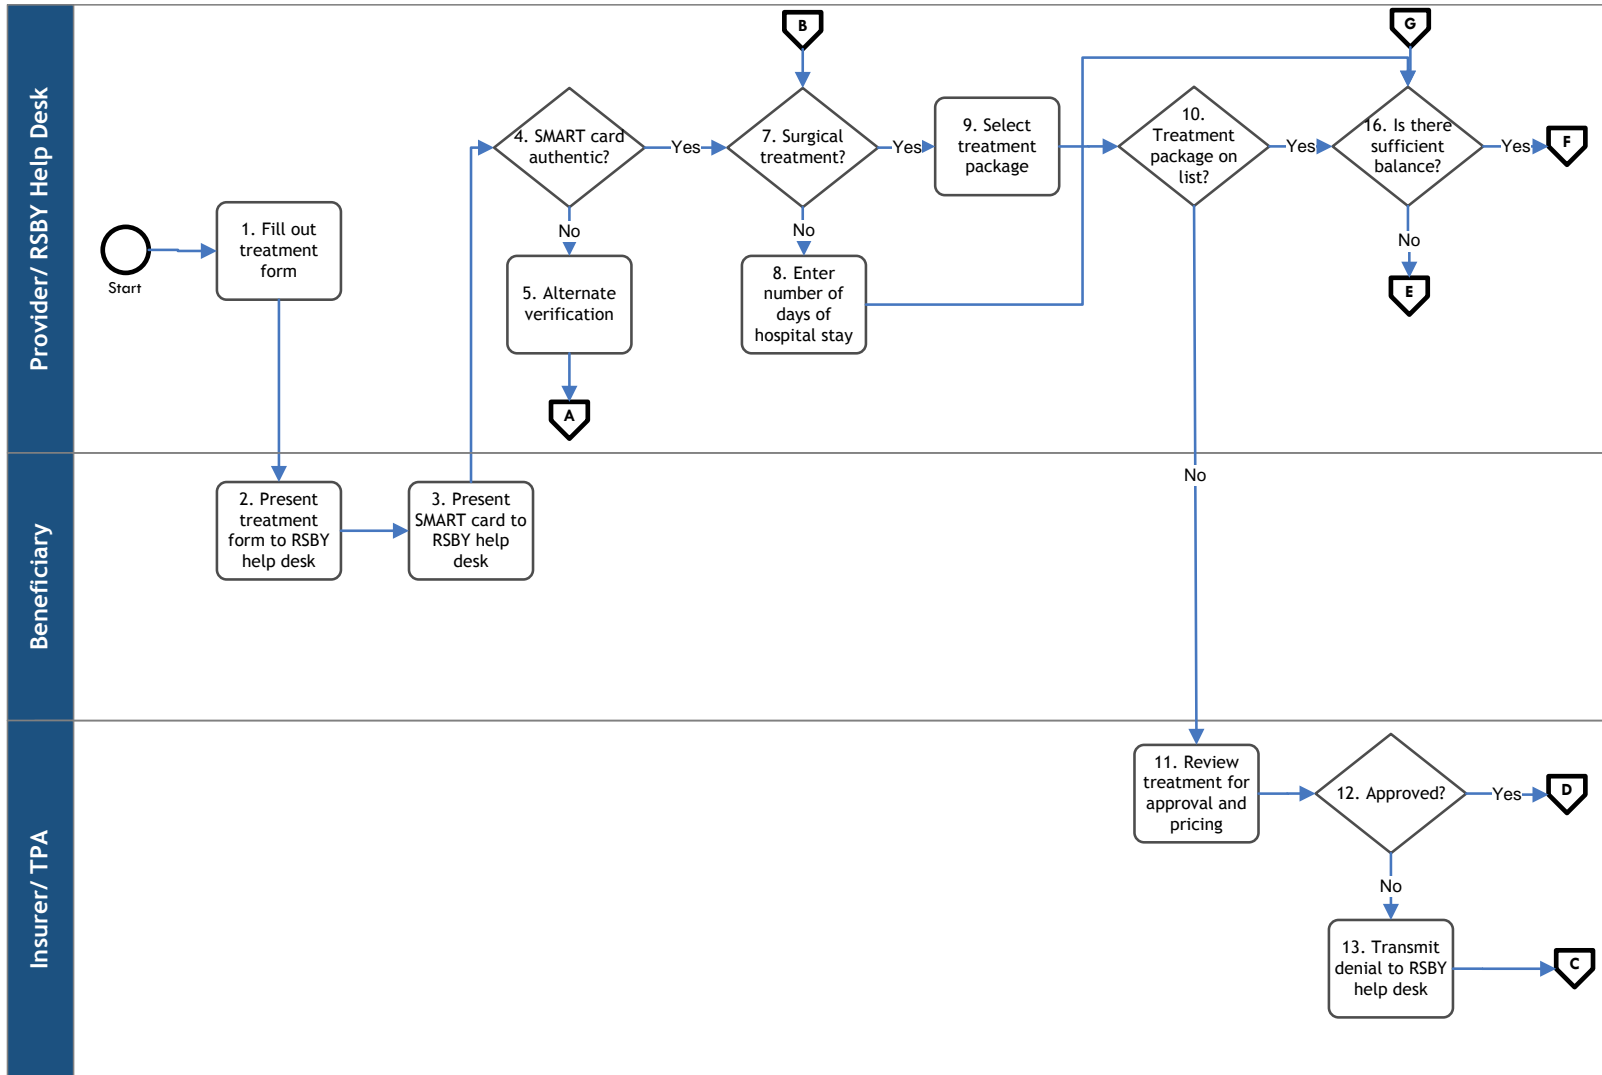 Provider/ RSBY Help Desk
B
G
4. SMART card
authentic?
Yes
7. Surgical
treatment?
Yes
9. Select
treatment
package
10.
Treatment
package on
list?
Yes
16. Is there
sufficient
balance?
Yes
F
Start
1. Fill out
treatment
form
No
5. Alternate
verification
A
No
8. Enter
number of
days of
hospital stay
No
E
Beneficiary
2. Present
treatment
form to RSBY
help desk
3. Present
SMART card to
RSBY help
desk
No
Insurer/ TPA
11. Review
treatment for
approval and
pricing
12. Approved?
Yes
D
No
13. Transmit
denial to RSBY
help desk
C